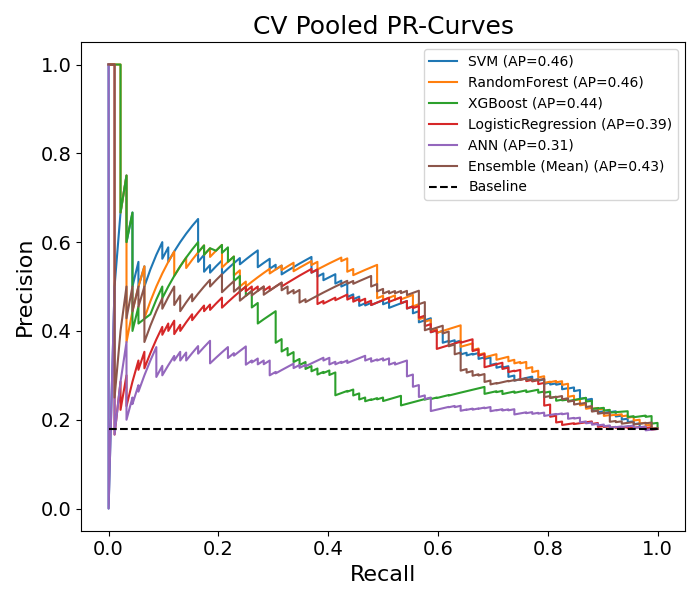 CV Pooled PR-Curves
SVM (AP=0.46)
RandomForest (AP=0.46)
XGBoost (AP=0.44)
LogisticRegression (AP=0.39)
ANN (AP=0.31)
Ensemble (Mean) (AP=0.43)
Baseline
Precision
1.0
0.8
0.6
0.4
0.2
0.0
0.0 0.2 0.4 0.6 0.8 1.0
Recall